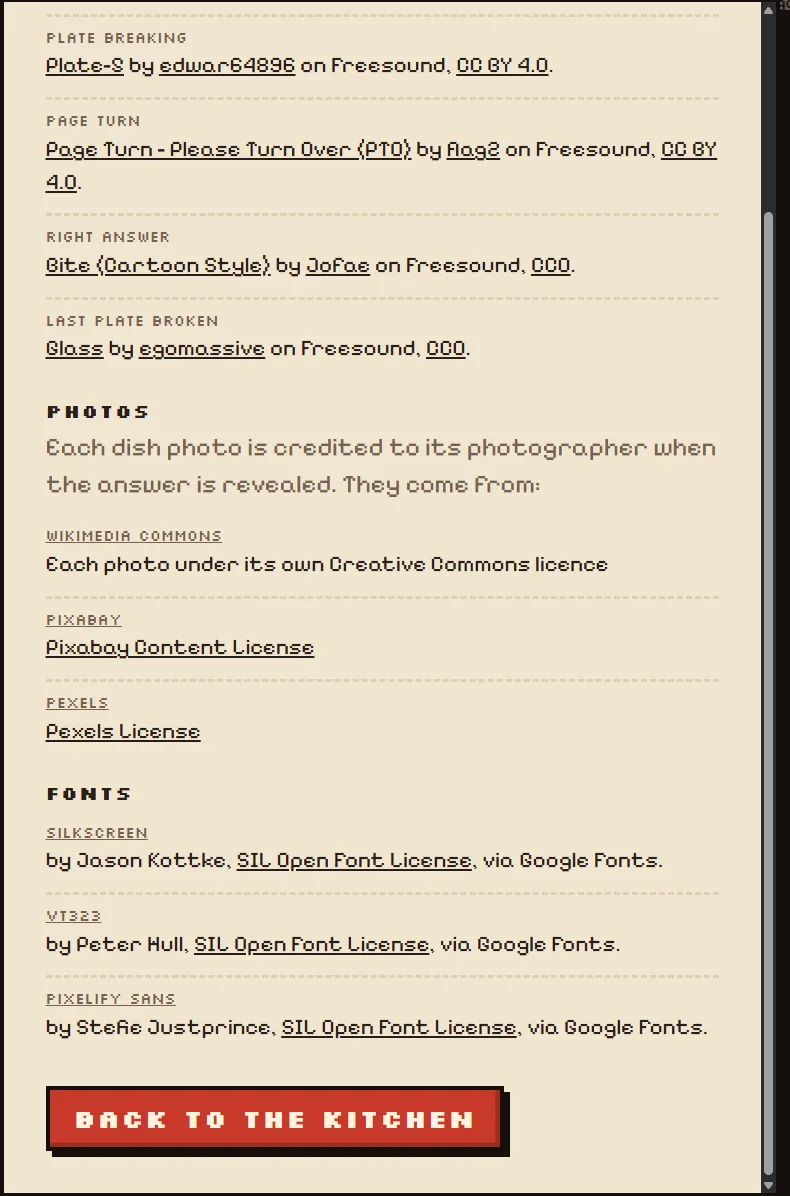 PLATE BREAKING
Plate-S by edwar64896 on Freesound, CC BY 4.0.
PAGE TURN
Page Turn - Please Turn Over (PTO) by flag2 on Freesound, CC BY
4.0.
RIGHT ANSWER
Bite (Cartoon Style) by JoFae on Freesound, CC0.
LAST PLATE BROKEN
Glass by egomassive on Freesound, CC0.
PHOTOS
Each dish photo is credited to its photographer when
the answer is revealed. They come from:
WIKIMEDIA COMMONS
Each photo under its own Creative Commons licence
PIXABAY
Pixabay Content License
PEXELS
Pexels License
FONTS
SILKSCREEN
by Jason Kottke, SIL Open Font License, via Google Fonts.
VT323
by Peter Hull, SIL Open Font License, via Google Fonts.
PIXELIFY SANS
by Stefie Justprince, SIL Open Font License, via Google Fonts.
BACK TO THE KITCHEN